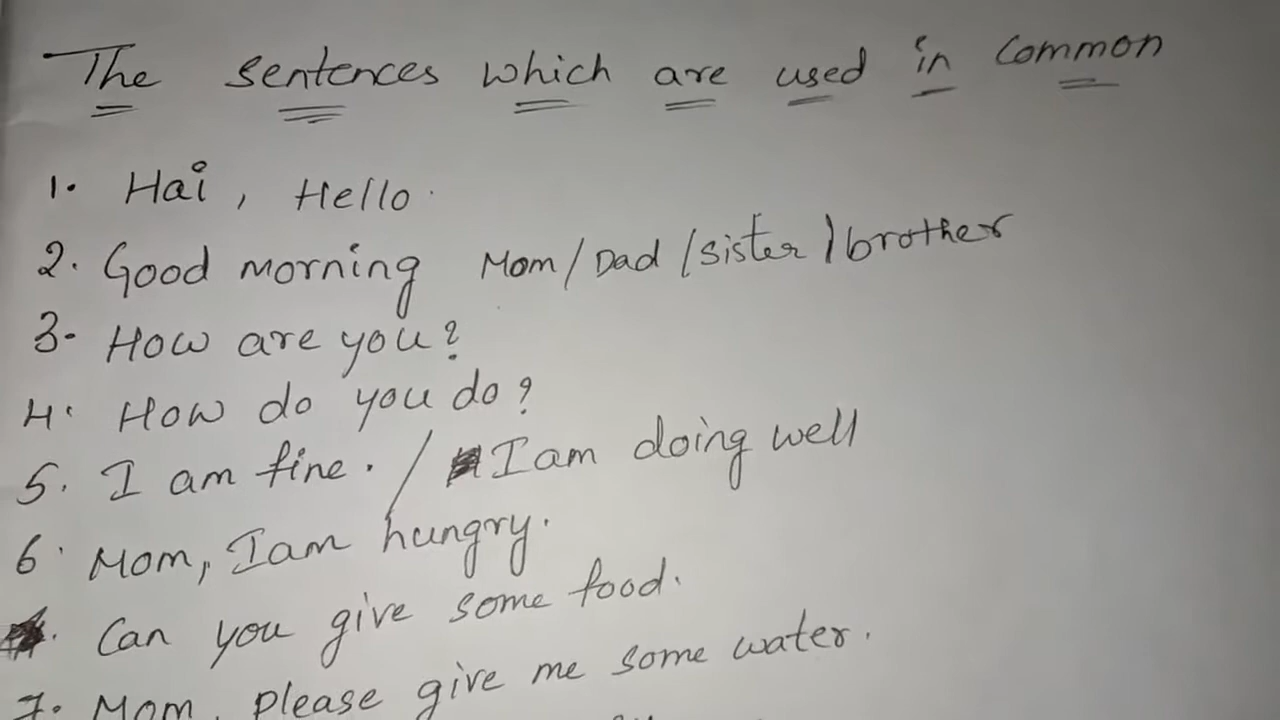 The sentences which are used in common
1. Hai, Hello.
2. Good morning Mom/Dad/sister/brother
3. How are you?
4. How do you do?
5. I am fine. / I am doing well
6. Mom, I am hungry.
Can you give some food.
7. Mom, please give me some water.